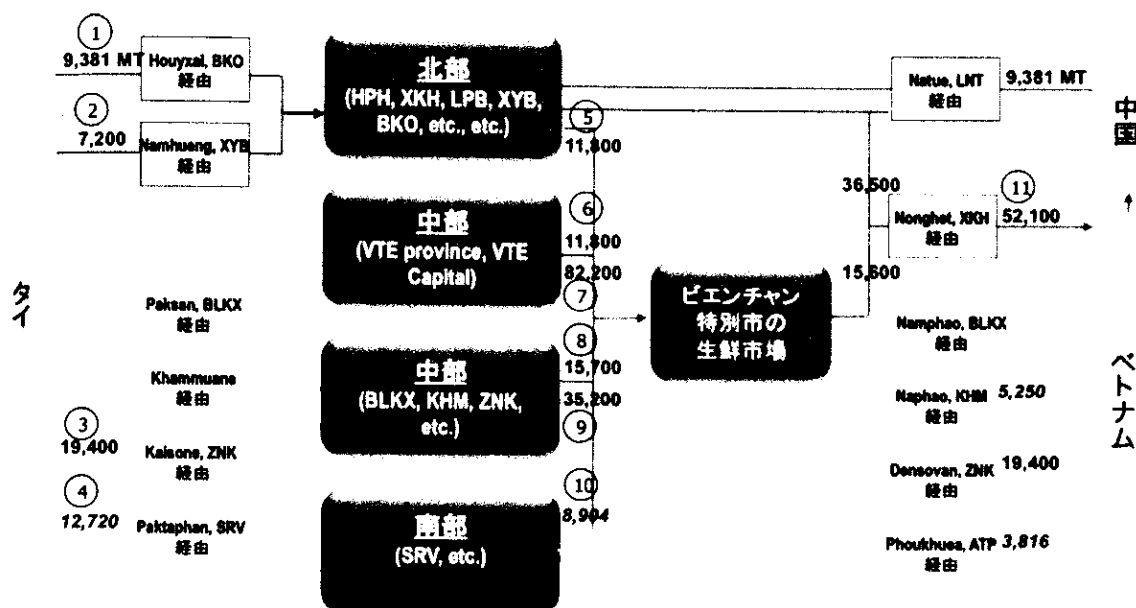 ①
9,381 MT
Houyxai, BKO
経由
②
7,200
Namhueng, XYB
経由
北部
(HPH, XKH, LPB, XYB,
BKO, etc., etc.)
⑤
11,800
Natue, LNT
経由
9,381 MT
中国
↑
36,500
⑪
Nonghet, XKH
経由
52,100
中部
(VTE province, VTE
Capital)
⑥
11,800
82,200
⑦
15,600
ビエンチャン
特別市の
生鮮市場
タイ
Paksan, BLKX
経由
Khammuane
経由
③
19,400
Kaisone, ZNK
経由
④
12,720
Paktaphan, SRV
経由
中部
(BLKX, KHM, ZNK,
etc.)
⑧
15,700
35,200
⑨
南部
(SRV, etc.)
⑩
8,904
Namphao, BLKX
経由
Naphao, KHM
経由
5,250
Densovan, ZNK
経由
19,400
Phoukhuea, ATP
経由
3,816
ベトナム